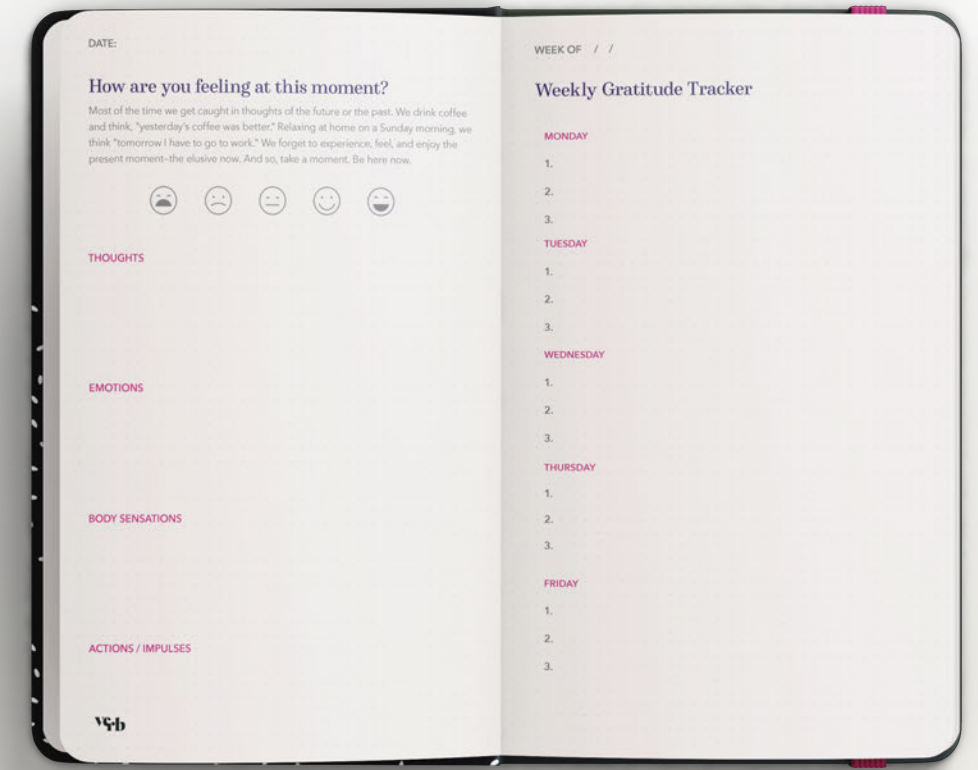 DATE:
How are you feeling at this moment?
Most of the time we get caught in thoughts of the future or the past. We drink coffee
and think, "yesterday's coffee was better." Relaxing at home on a Sunday morning, we
think "tomorrow I have to go to work." We forget to experience, feel, and enjoy the
present moment–the elusive now. And so, take a moment. Be here now.
THOUGHTS
EMOTIONS
BODY SENSATIONS
ACTIONS / IMPULSES
verb
WEEK OF / /
Weekly Gratitude Tracker
MONDAY
1.
2.
3.
TUESDAY
1.
2.
3.
WEDNESDAY
1.
2.
3.
THURSDAY
1.
2.
3.
FRIDAY
1.
2.
3.